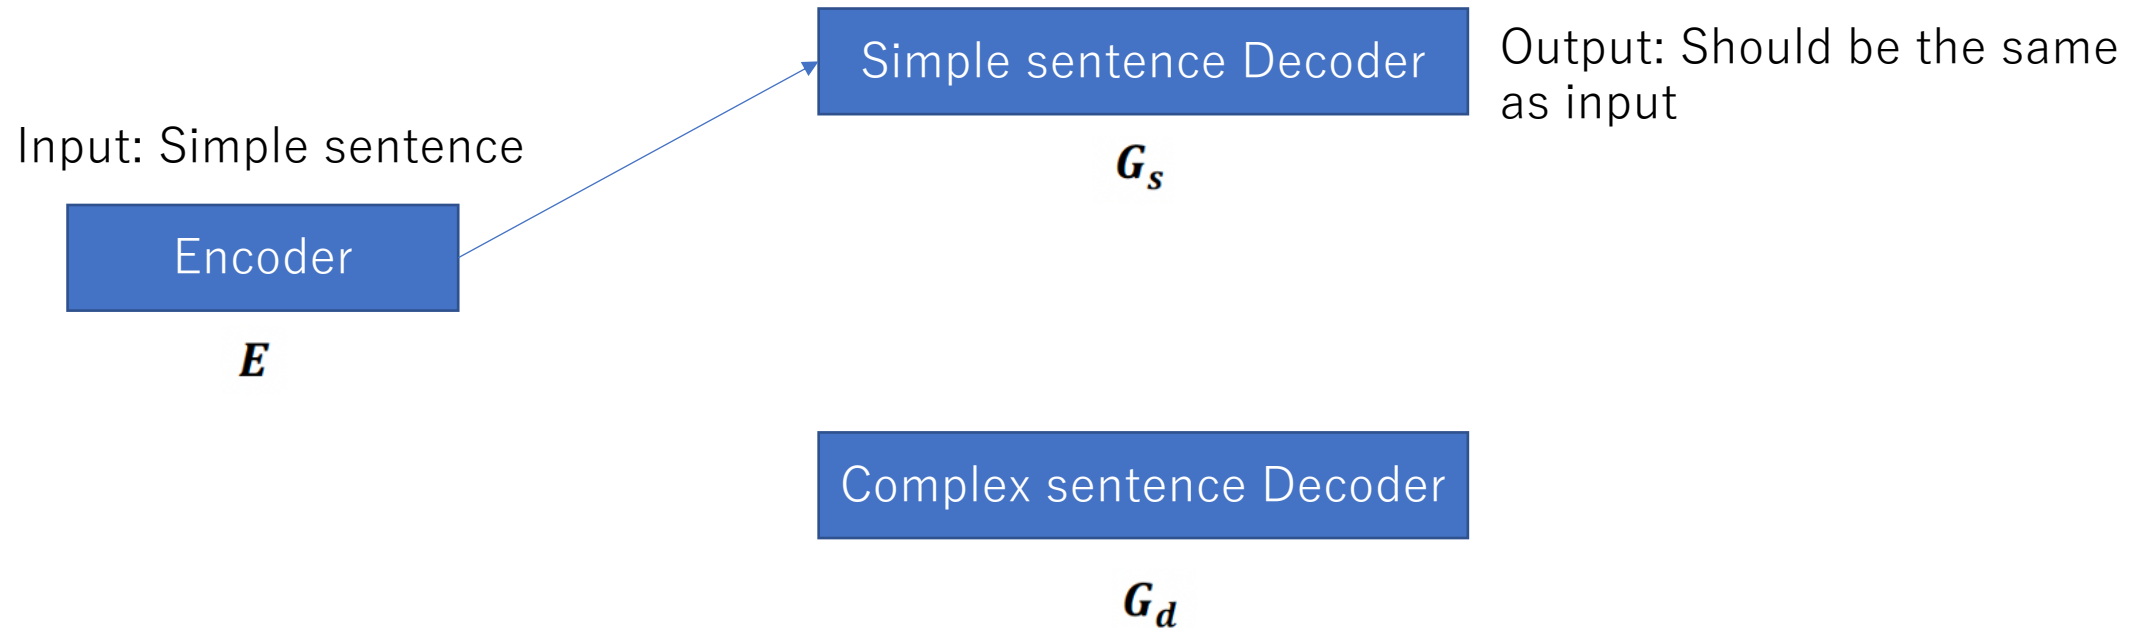 Simple sentence Decoder
Output: Should be the same
as input
G_s
Input: Simple sentence
Encoder
E
Complex sentence Decoder
G_d